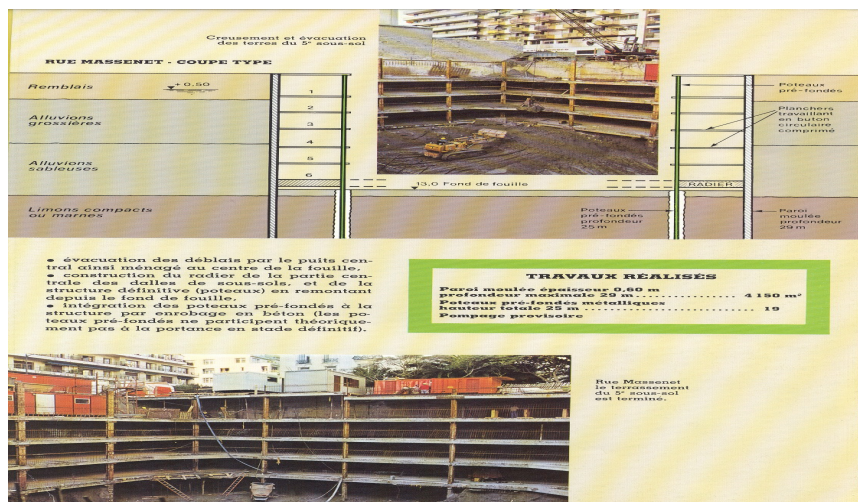 Creusement et évacuation
des terres du 5e sous-sol
RUE MASSENET - COUPE TYPE
Remblais
+ 0.50
Alluvions
grossières
Alluvions
sableuses
Limons compacts
ou marnes
1
2
3
4
5
6
13.0 Fond de fouille
RADIER
Poteaux
pré-fondés
Planchers
travaillant
en buton
circulaire
comprimé
Poteaux
pré-fondés
profondeur
25 m
Paroi
moulée
profondeur
29 m
• évacuation des déblais par le puits cen-
tral ainsi ménagé au centre de la fouille,
• construction du radier de la partie cen-
trale des dalles de sous-sols, et de la
structure définitive (poteaux) en remontant
depuis le fond de fouille.
• intégration des poteaux pré-fondés à la
structure par enrobage en béton (les po-
teaux pré-fondés ne participent théorique-
ment pas à la portance en stade définitif).
TRAVAUX RÉALISÉS
Paroi moulée épaisseur 0,60 m
profondeur maximale 29 m ................ 4 150 m²
Poteaux pré-fondés métalliques
hauteur totale 25 m ........................ 19
Pompage provisoire
Rue Massenet
le terrassement
du 5e sous-sol
est terminé.